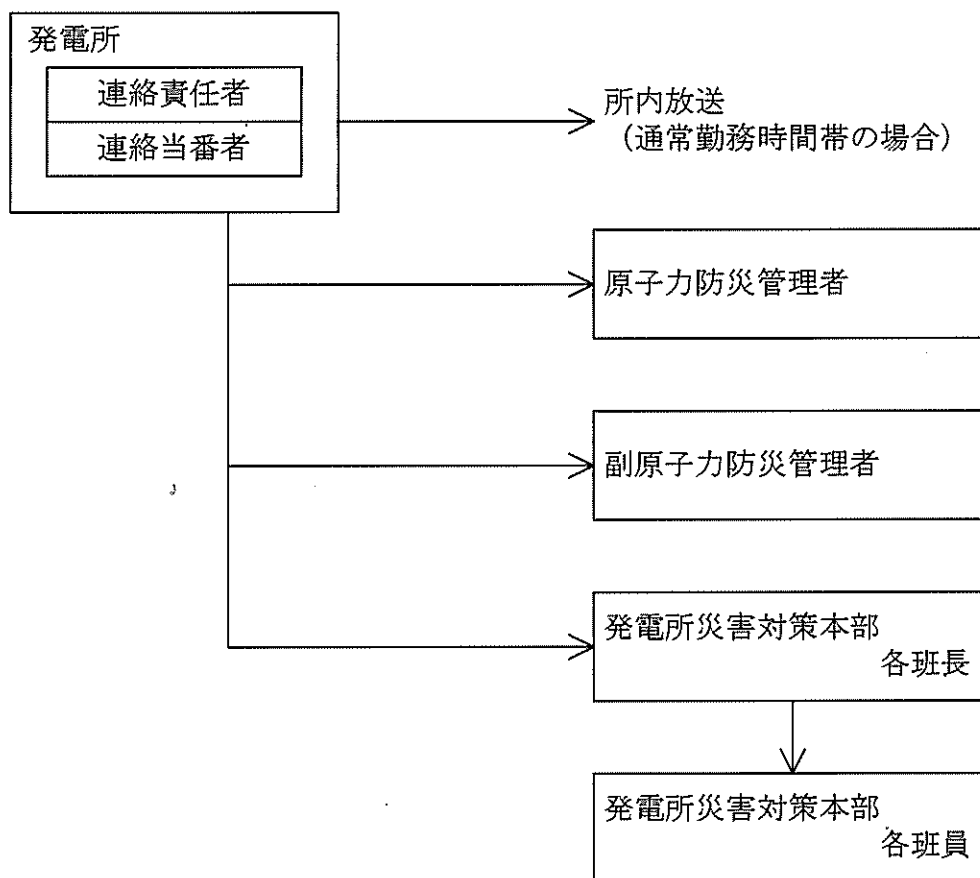 発電所
連絡責任者
連絡当番者
所内放送
(通常勤務時間帯の場合)
原子力防災管理者
副原子力防災管理者
発電所災害対策本部
各班長
発電所災害対策本部
各班員